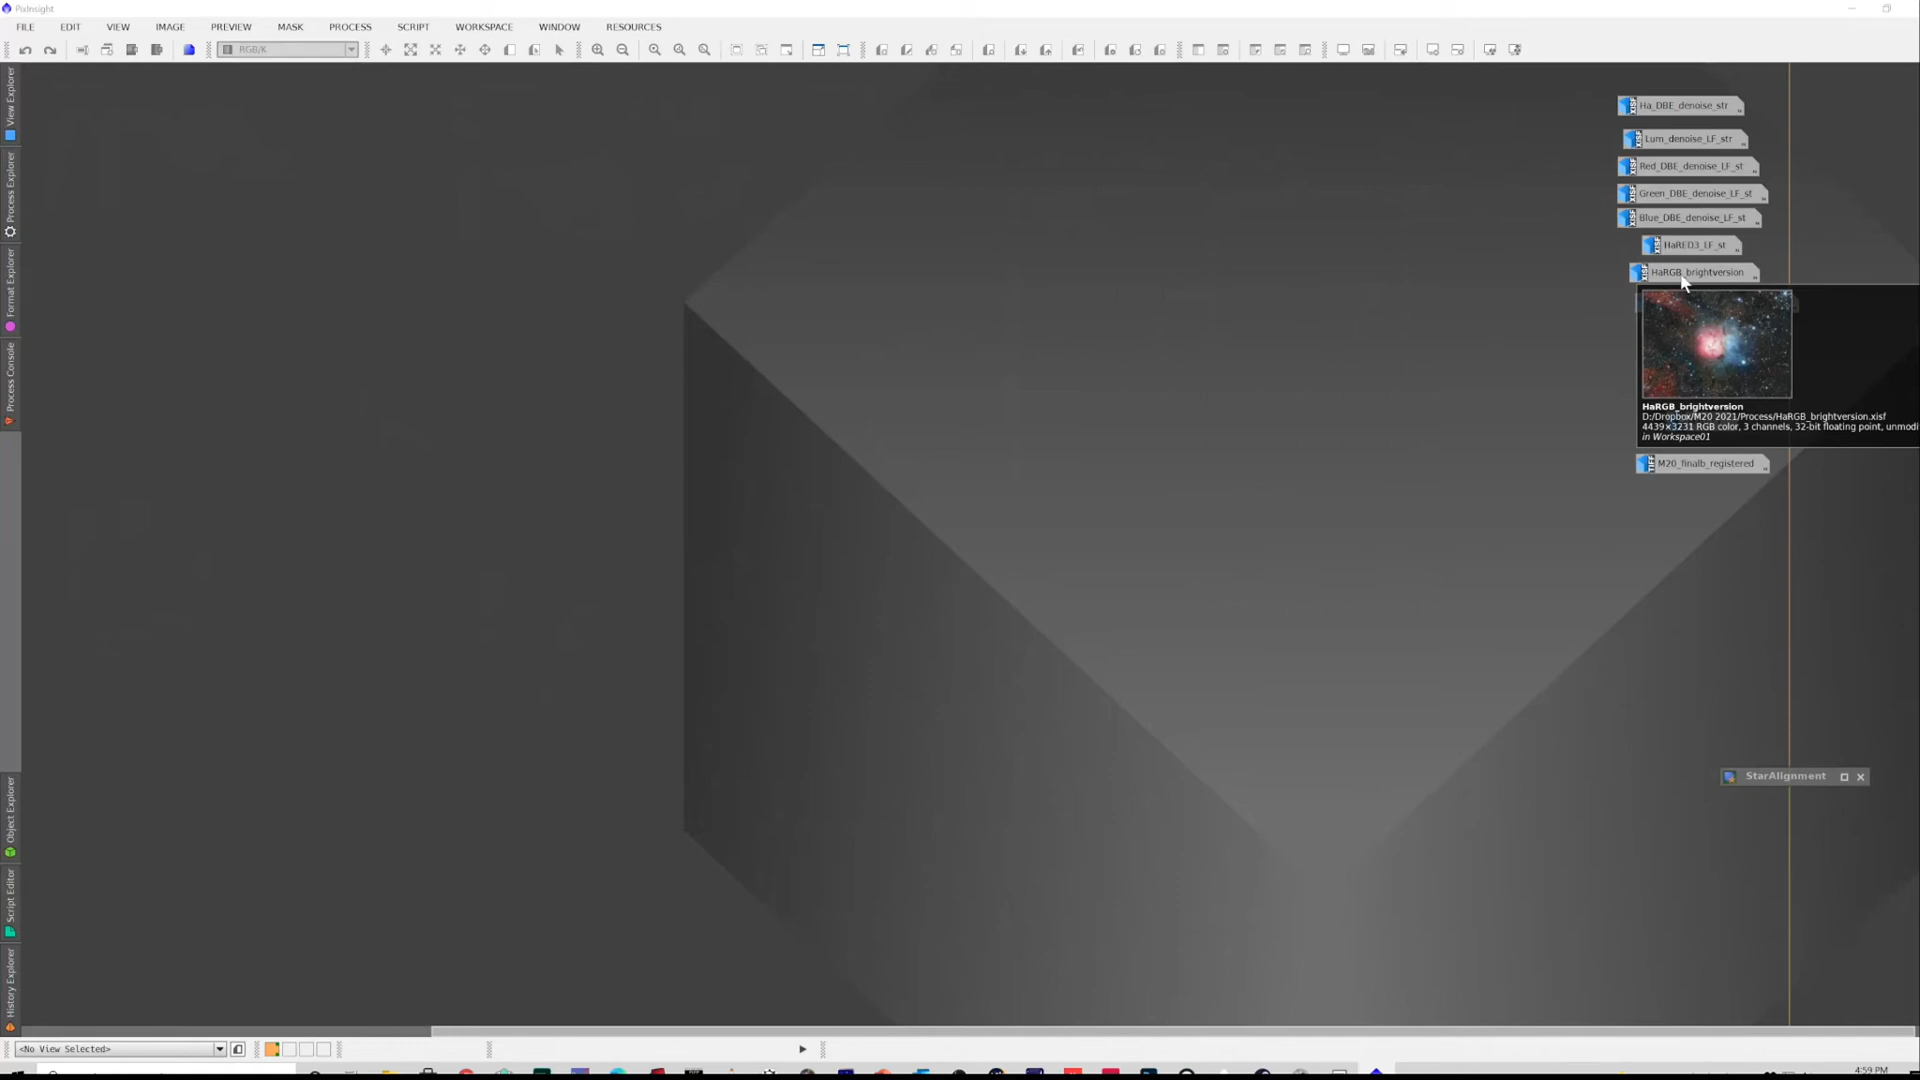 PixInsight
FILE EDIT VIEW IMAGE PREVIEW MASK PROCESS SCRIPT WORKSPACE WINDOW RESOURCES
RGB/K
View Explorer
Process Explorer
Format Explorer
Process Console
Object Explorer
Script Editor
History Explorer
Ha_DBE_denoise_str
Lum_denoise_LF_str
Red_DBE_denoise_LF_st
Green_DBE_denoise_LF_st
Blue_DBE_denoise_LF_st
HaRED3_LF_st
HaRGB_brightversion
HaRGB_brightversion
D:/Dropbox/M20 2021/Process/HaRGB_brightversion.xisf
4439×3231 RGB color, 3 channels, 32-bit floating point, unmodi
in Workspace01
M20_finalb_registered
StarAlignment
<No View Selected>
4:59 PM